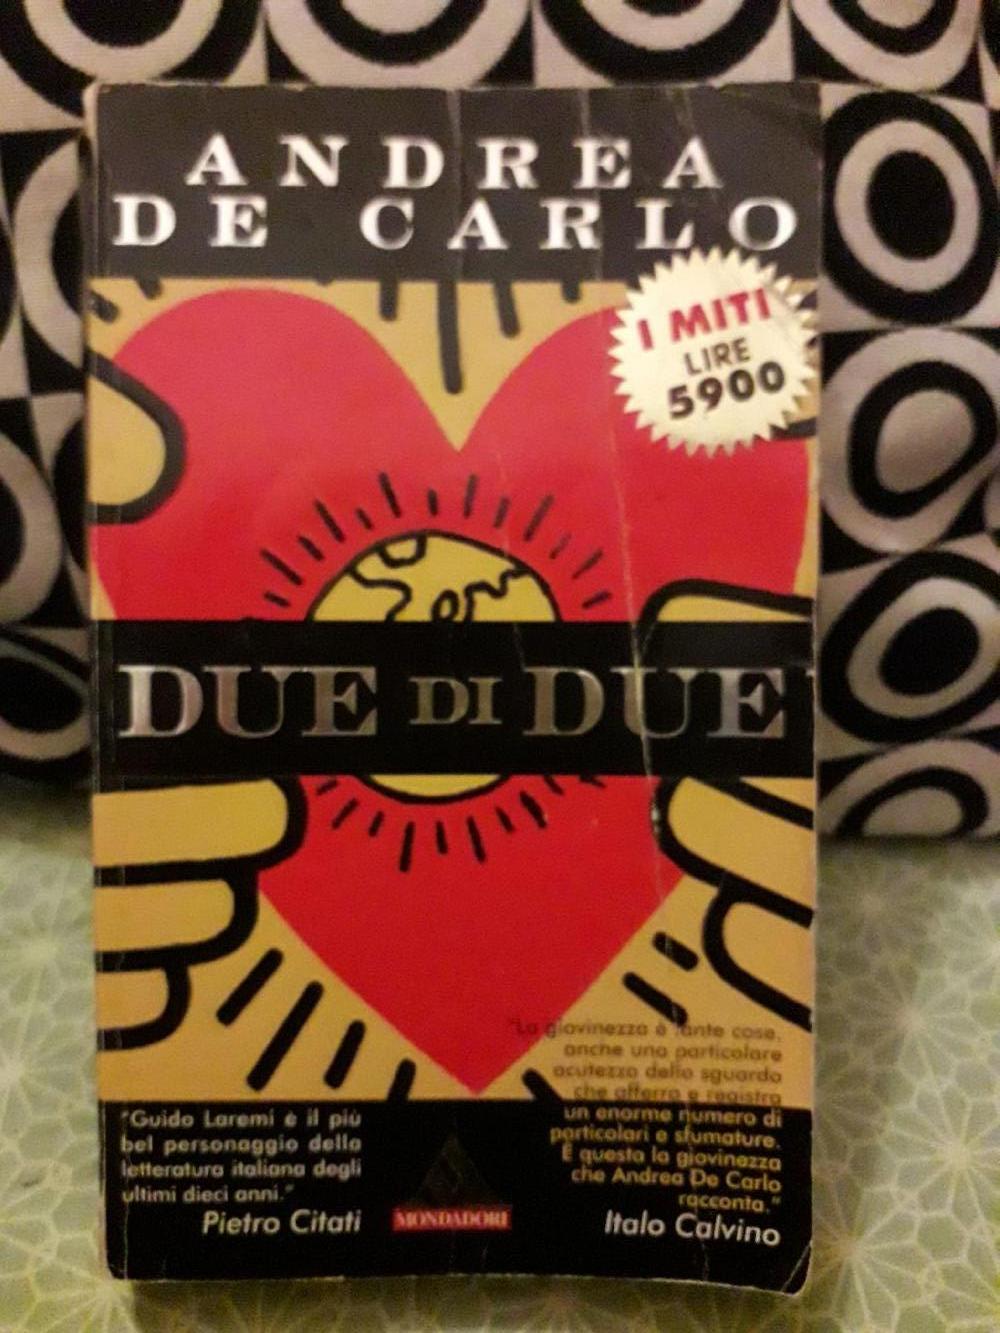 ANDREA
DE CARLO
I MITI
LIRE
5900
DUE DI DUE
"La giovinezza è tante cose,
anche una particolare
acutezza dello sguardo
che afferra e registra
un enorme numero di
particolari e sfumature.
È questa la giovinezza
che Andrea De Carlo
racconta."
Italo Calvino
"Guido Laremi è il più
bel personaggio della
letteratura italiana degli
ultimi dieci anni."
Pietro Citati
MONDADORI